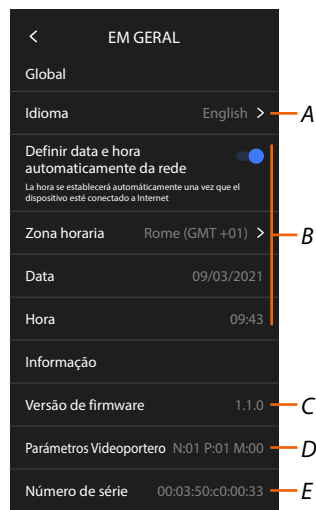 < EM GERAL
Global
Idioma English > A
Definir data e hora
automaticamente da rede
La hora se establecerá automáticamente una vez que el
dispositivo esté conectado a Internet
Zona horaria Rome (GMT +01) > B
Data 09/03/2021
Hora 09:43
Informação
Versão de firmware 1.1.0 C
Parámetros Videoportero N:01 P:01 M:00 D
Número de série 00:03:50:c0:00:33 E